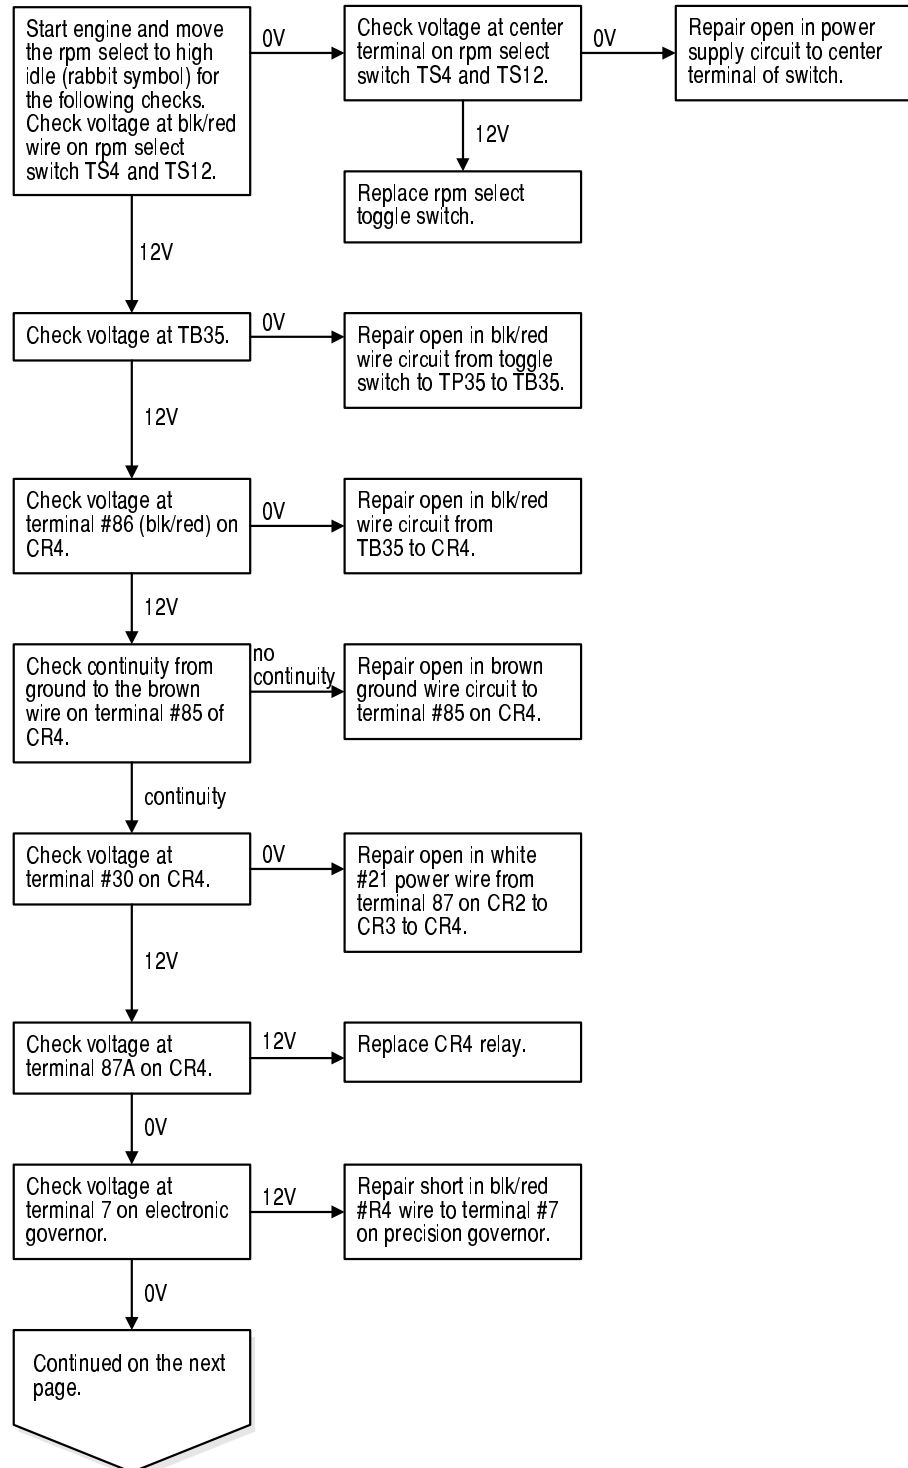 Start engine and move
the rpm select to high
idle (rabbit symbol) for
the following checks.
Check voltage at blk/red
wire on rpm select
switch TS4 and TS12.
0V
Check voltage at center
terminal on rpm select
switch TS4 and TS12.
0V
Repair open in power
supply circuit to center
terminal of switch.
12V
Replace rpm select
toggle switch.
12V
Check voltage at TB35.
0V
Repair open in blk/red
wire circuit from toggle
switch to TP35 to TB35.
12V
Check voltage at
terminal #86 (blk/red) on
CR4.
0V
Repair open in blk/red
wire circuit from
TB35 to CR4.
12V
Check continuity from
ground to the brown
wire on terminal #85 of
CR4.
no
continuity
Repair open in brown
ground wire circuit to
terminal #85 on CR4.
continuity
Check voltage at
terminal #30 on CR4.
0V
Repair open in white
#21 power wire from
terminal 87 on CR2 to
CR3 to CR4.
12V
Check voltage at
terminal 87A on CR4.
12V
Replace CR4 relay.
0V
Check voltage at
terminal 7 on electronic
governor.
12V
Repair short in blk/red
#R4 wire to terminal #7
on precision governor.
0V
Continued on the next
page.